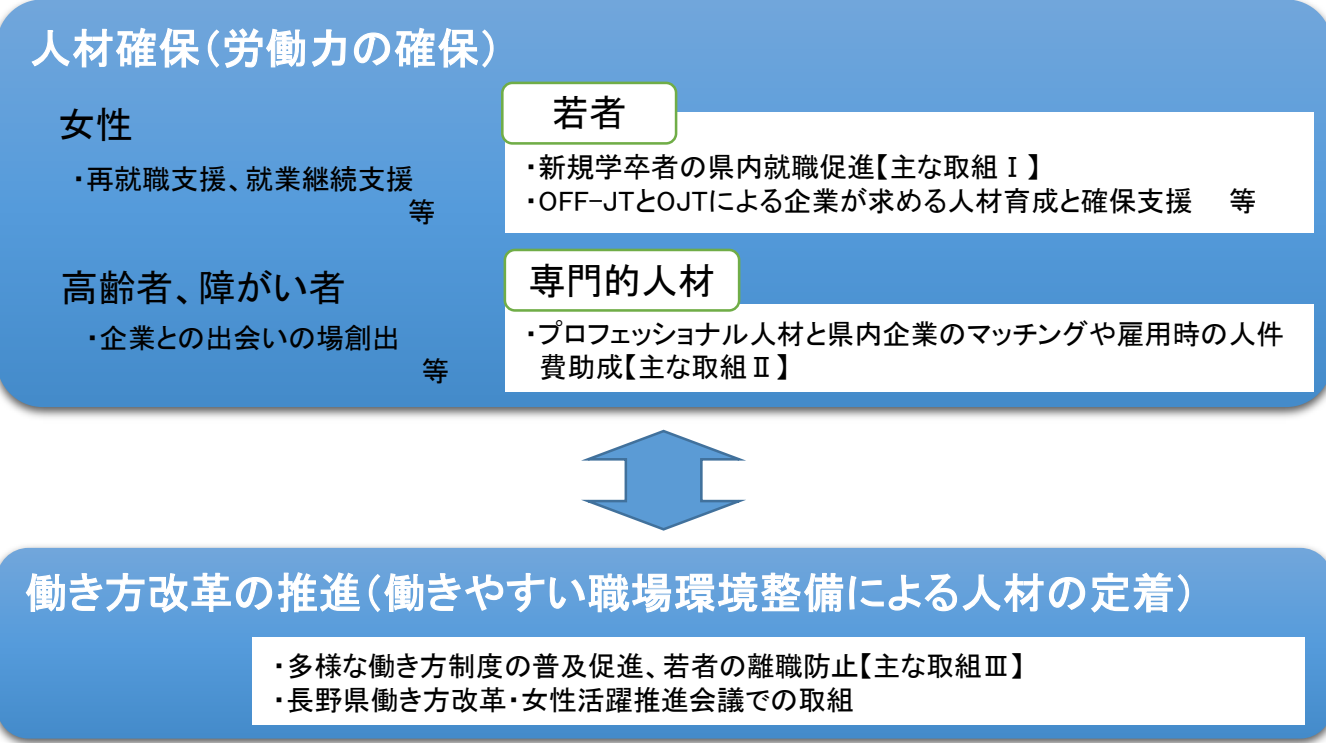 人材確保(労働力の確保)
女性
・再就職支援、就業継続支援
等
若者
・新規学卒者の県内就職促進【主な取組Ⅰ】
・OFF-JTとOJTによる企業が求める人材育成と確保支援　等
高齢者、障がい者
・企業との出会いの場創出
等
専門的人材
・プロフェッショナル人材と県内企業のマッチングや雇用時の人件
費助成【主な取組Ⅱ】
働き方改革の推進(働きやすい職場環境整備による人材の定着)
・多様な働き方制度の普及促進、若者の離職防止【主な取組Ⅲ】
・長野県働き方改革・女性活躍推進会議での取組